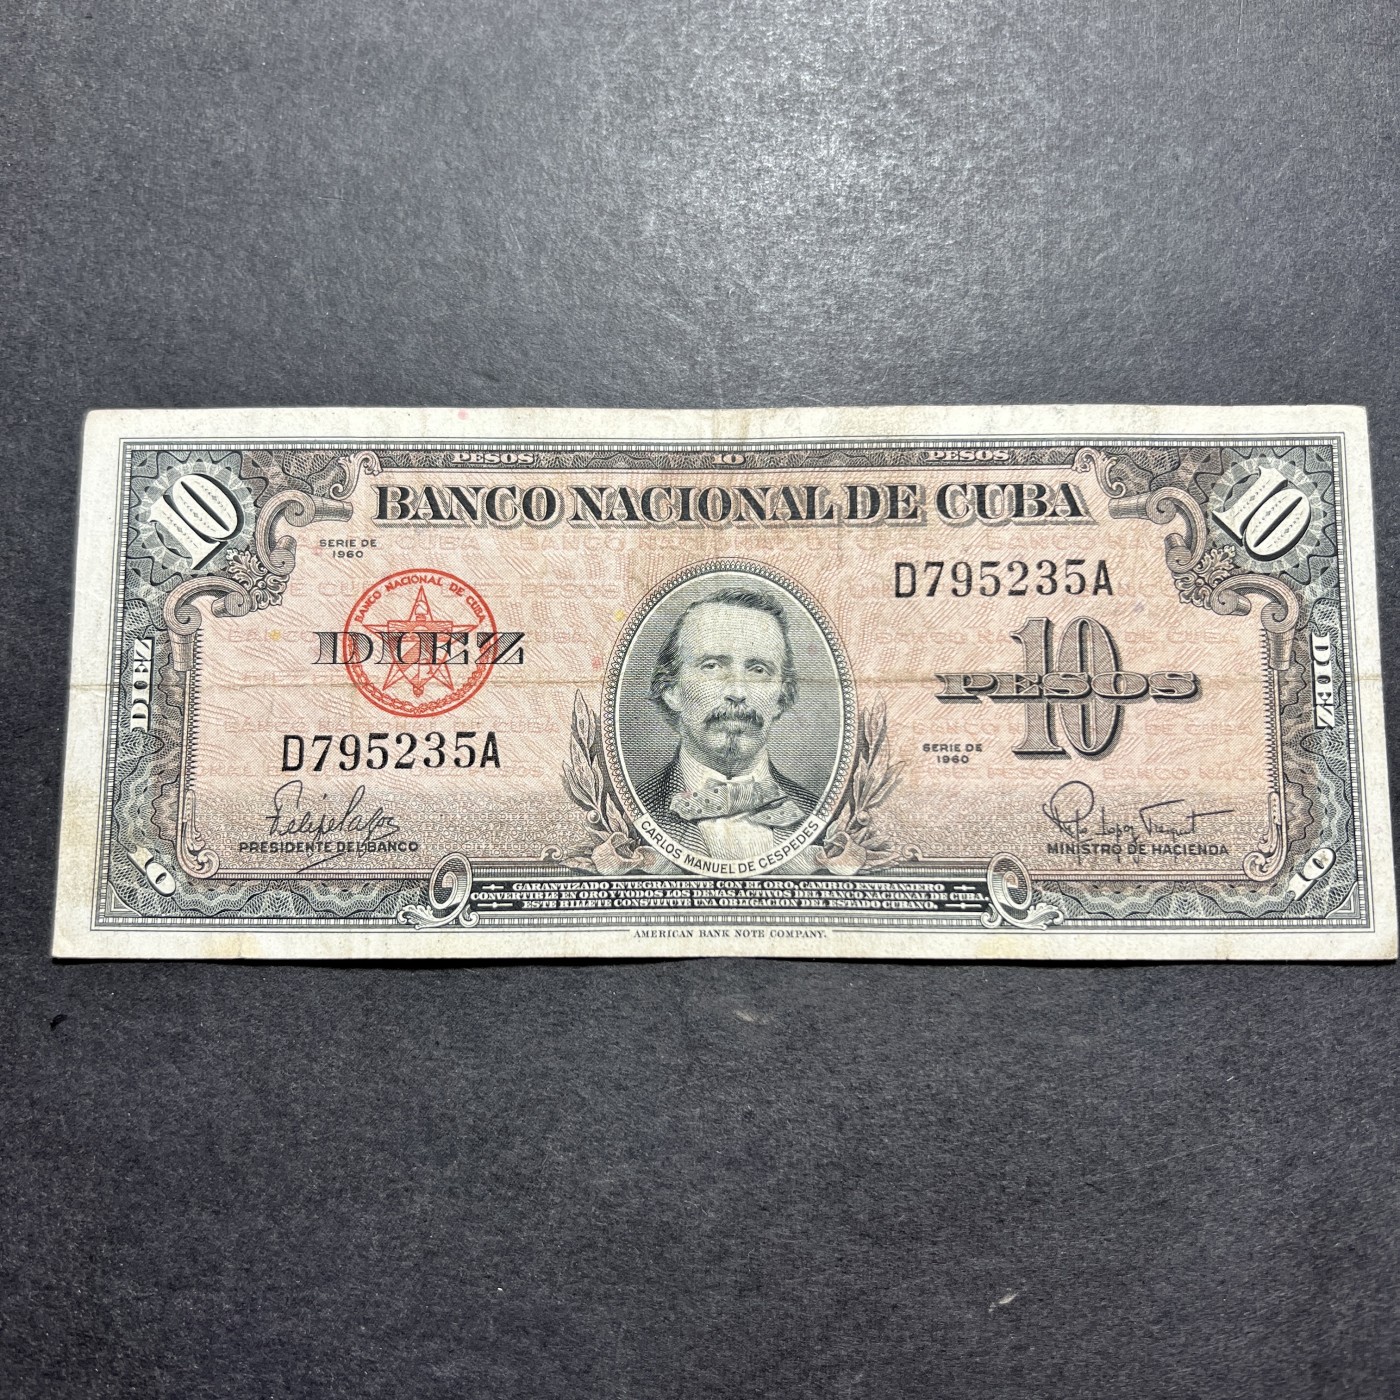 PESOS 10 PESOS
10 10
BANCO NACIONAL DE CUBA
SERIE DE
1960
D795235A
BANCO NACIONAL DE CUBA
DIEZ
10
PESOS
DIEZ
DIEZ
D795235A
SERIE DE
1960
PRESIDENTE DEL BANCO
CARLOS MANUEL DE CESPEDES
MINISTRO DE HACIENDA
10 10
GARANTIZADO INTEGRAMENTE CON EL ORO, CAMBIO EXTRANJERO
CONVERTIBLE EN ORO Y TODOS LOS DEMAS ACTIVOS DEL BANCO NACIONAL DE CUBA
ESTE BILLETE CONSTITUYE UNA OBLIGACION DEL ESTADO CUBANO
AMERICAN BANK NOTE COMPANY.